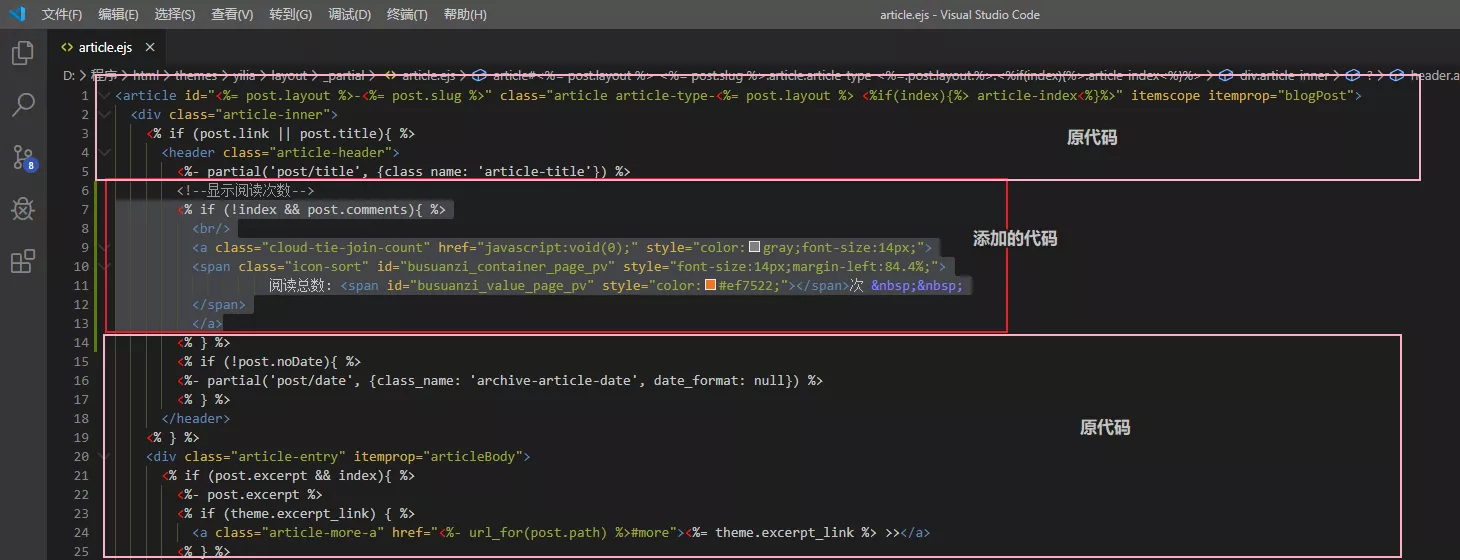 文件(F) 编辑(E) 选择(S) 查看(V) 转到(G) 调试(D) 终端(T) 帮助(H) article.ejs - Visual Studio Code
article.ejs ×
D: > 程序 > html > themes > yilia > layout > _partial > article.ejs > article#<%= post.layout %>-<%= post.slug %>.article.article-type-<%= post.layout %>.<%if(index){%>.article-index<%}%> > div.article-inner > ? > header.a
1 <article id="<%= post.layout %>-<%= post.slug %>" class="article article-type-<%= post.layout %> <%if(index){%> article-index<%}%>" itemscope itemprop="blogPost">
2 <div class="article-inner">
3 <% if (post.link || post.title){ %>
原代码
4 <header class="article-header">
5 <%- partial('post/title', {class_name: 'article-title'}) %>
6 <!--显示阅读次数-->
7 <% if (!index && post.comments){ %>
8 <br/>
添加的代码
9 <a class="cloud-tie-join-count" href="javascript:void(0);" style="color:gray;font-size:14px;">
10 <span class="icon-sort" id="busuanzi_container_page_pv" style="font-size:14px;margin-left:84.4%;">
11 阅读总数: <span id="busuanzi_value_page_pv" style="color:#ef7522;"></span>次 &nbsp;&nbsp;
12 </span>
13 </a>
14 <% } %>
15 <% if (!post.noDate){ %>
16 <%- partial('post/date', {class_name: 'archive-article-date', date_format: null}) %>
17 <% } %>
18 </header>
原代码
19 <% } %>
20 <div class="article-entry" itemprop="articleBody">
21 <% if (post.excerpt && index){ %>
22 <%- post.excerpt %>
23 <% if (theme.excerpt_link) { %>
24 <a class="article-more-a" href="<%- url_for(post.path) %>#more"><%= theme.excerpt_link %> >></a>
25 <% } %>
8